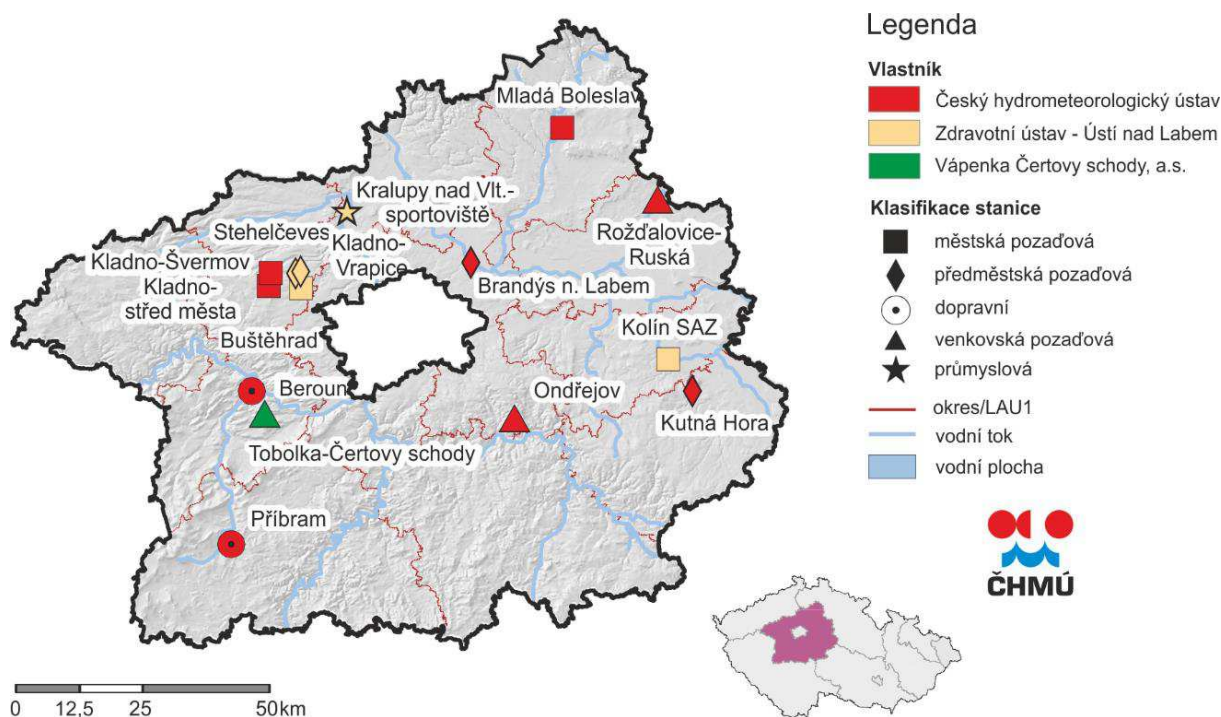 Legenda
Vlastník
Český hydrometeorologický ústav
Zdravotní ústav - Ústí nad Labem
Vápenka Čertovy schody, a.s.
Klasifikace stanice
městská pozaďová
předměstská pozaďová
dopravní
venkovská pozaďová
průmyslová
okres/LAU1
vodní tok
vodní plocha
ČHMÚ
Mladá Boleslav
Kralupy nad Vlt.-
sportoviště
Rožďalovice-
Ruská
Stehelčeves
Kladno-
Vrapice
Kladno-Švermov
Kladno-
střed města
Brandýs n. Labem
Buštěhrad
Kolín SAZ
Beroun
Ondřejov
Kutná Hora
Tobolka-Čertovy schody
Příbram
0 12,5 25 50km